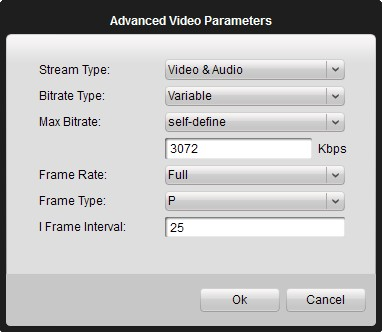 Advanced Video Parameters
Stream Type: Video & Audio
Bitrate Type: Variable
Max Bitrate: self-define
3072 Kbps
Frame Rate: Full
Frame Type: P
I Frame Interval: 25
Ok Cancel